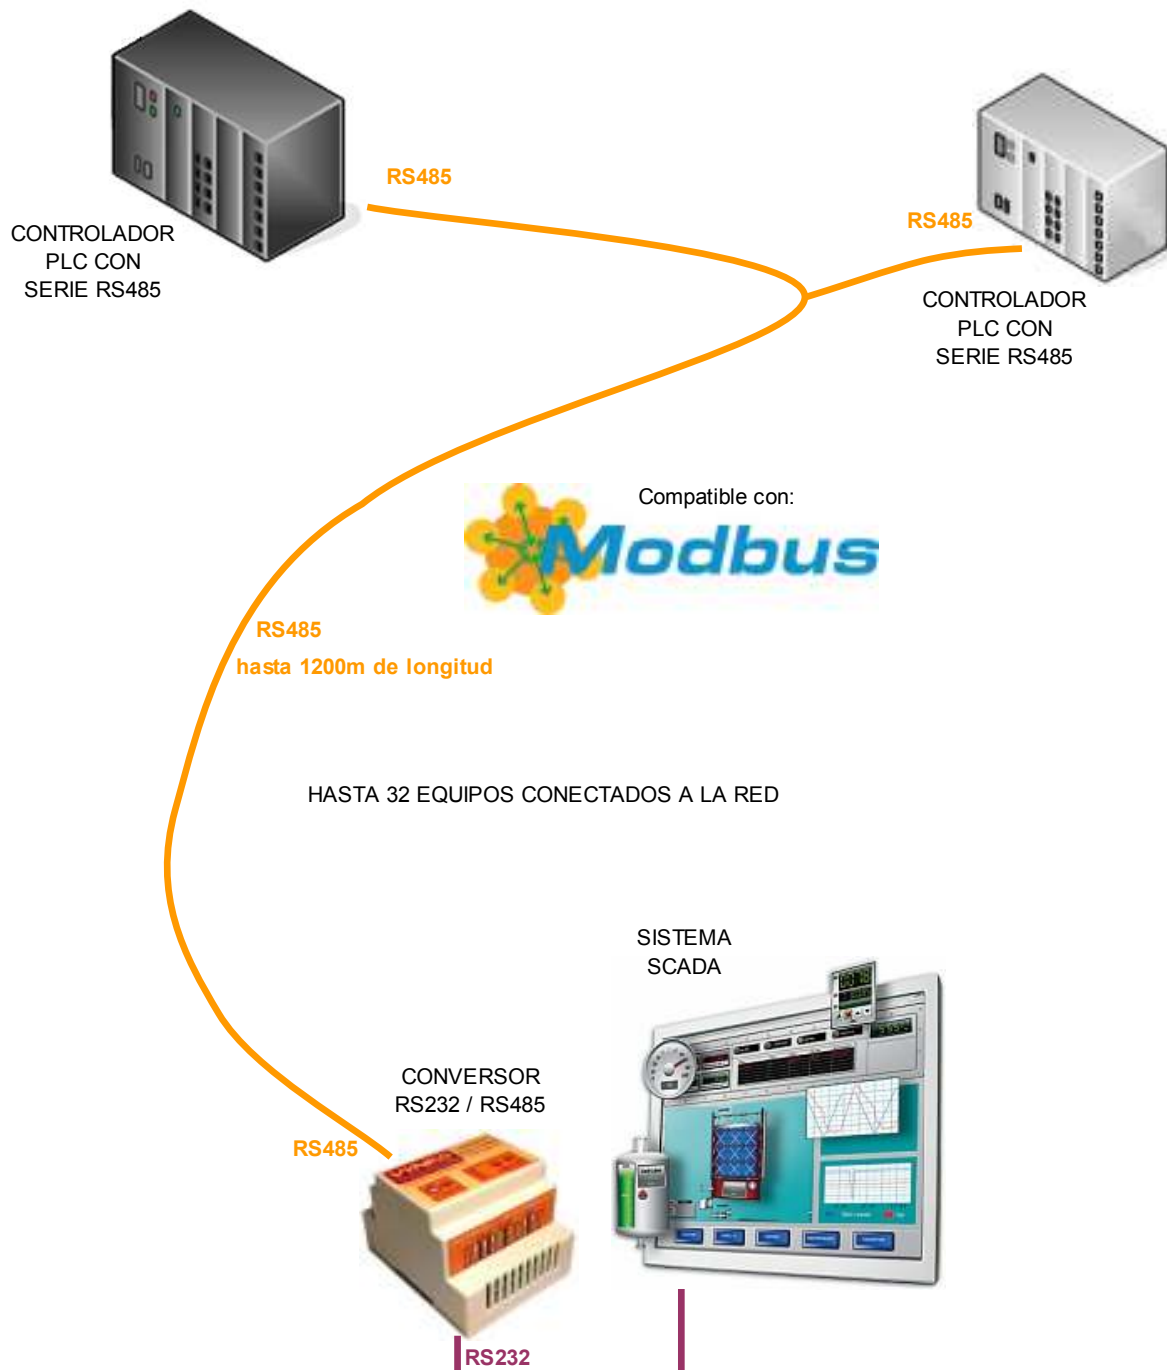 RS485
RS485
CONTROLADOR
PLC CON
SERIE RS485
CONTROLADOR
PLC CON
SERIE RS485
Compatible con:
Modbus
RS485
hasta 1200m de longitud
HASTA 32 EQUIPOS CONECTADOS A LA RED
SISTEMA
SCADA
CONVERSOR
RS232 / RS485
RS485
RS232